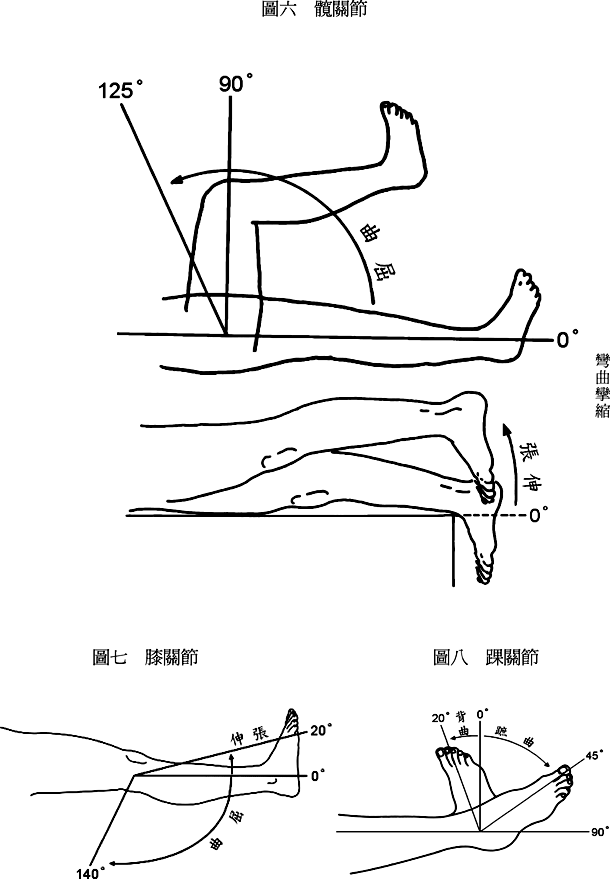 圖六　髖關節
125°
90°
屈曲
0°
彎曲攣縮
伸張
0°
圖七　膝關節
伸張
20°
0°
屈曲
140°
圖八　踝關節
20°
背曲
0°
蹠曲
45°
90°